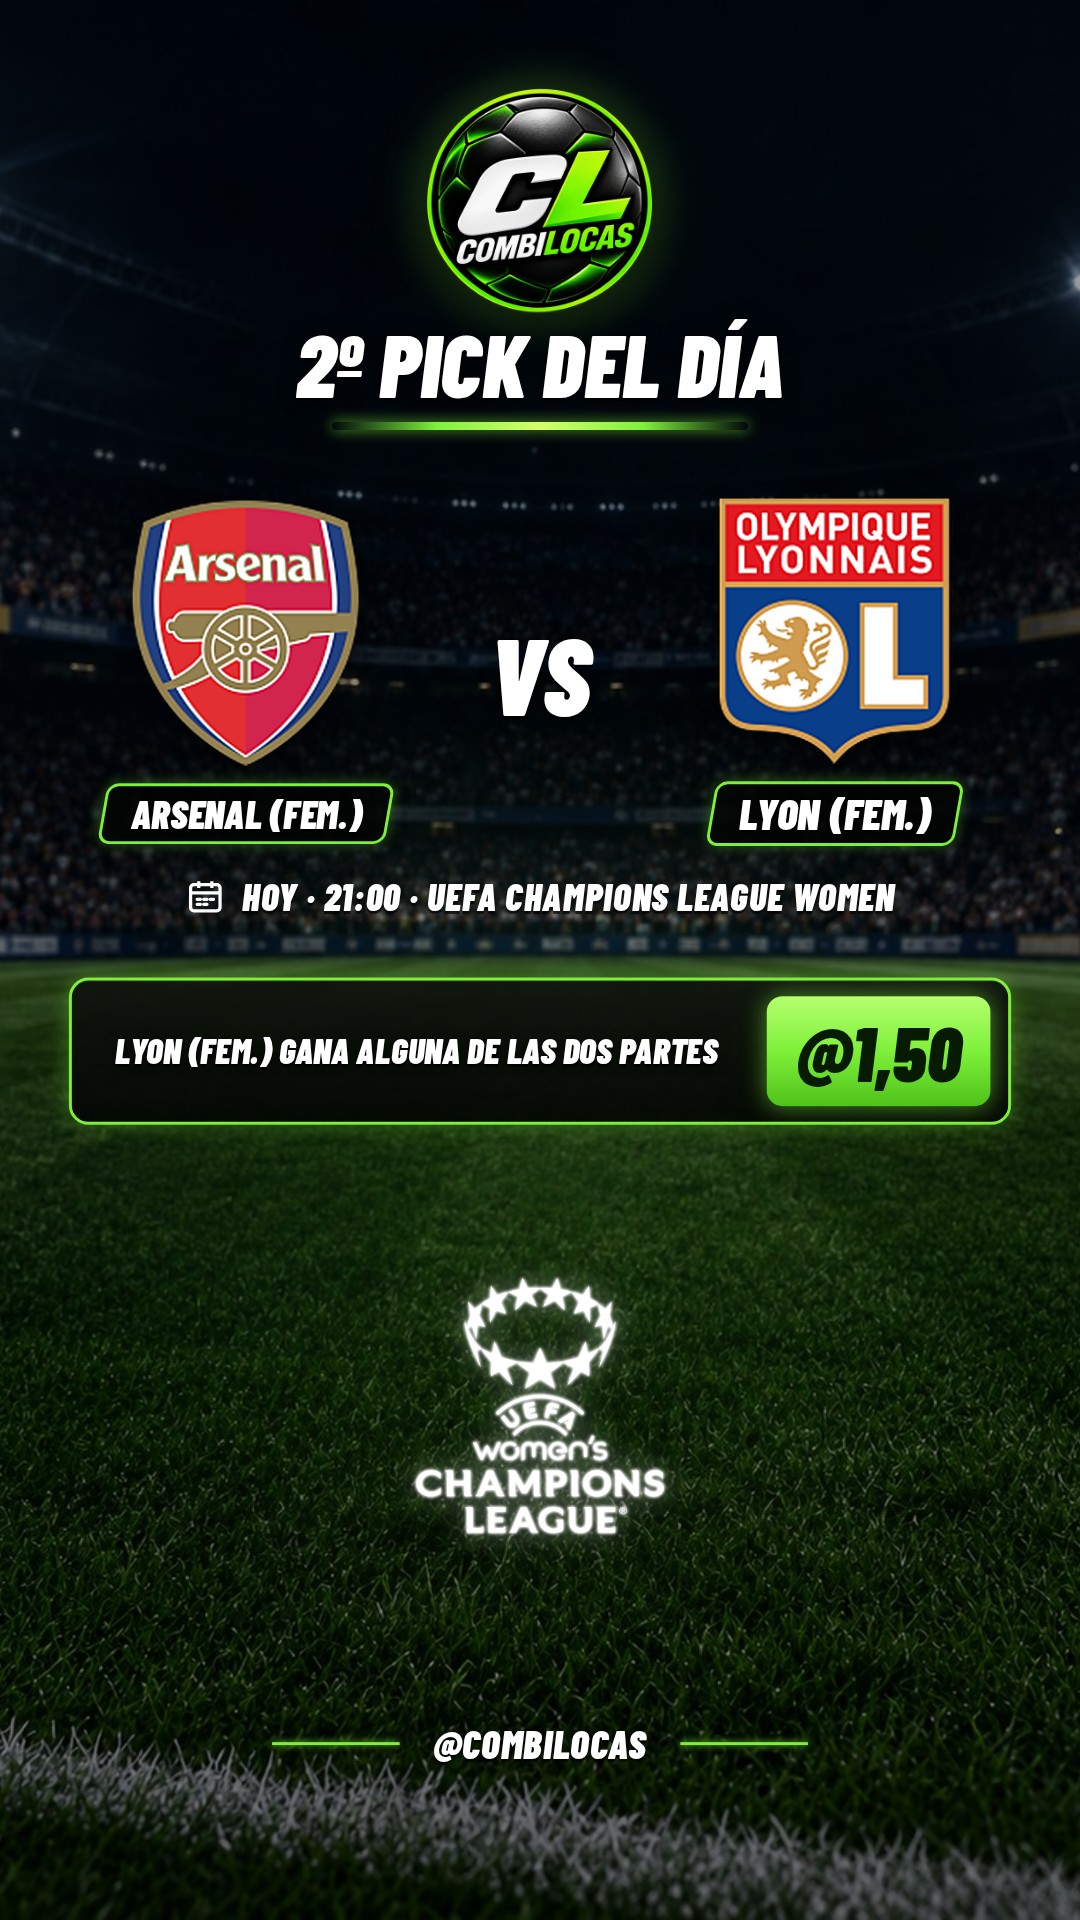 CL
COMBILOCAS
2º PICK DEL DÍA
Arsenal
OLYMPIQUE
LYONNAIS
OL
VS
ARSENAL (FEM.)
LYON (FEM.)
HOY · 21:00 · UEFA CHAMPIONS LEAGUE WOMEN
LYON (FEM.) GANA ALGUNA DE LAS DOS PARTES
@1,50
UEFA
women's
CHAMPIONS
LEAGUE®
@COMBILOCAS